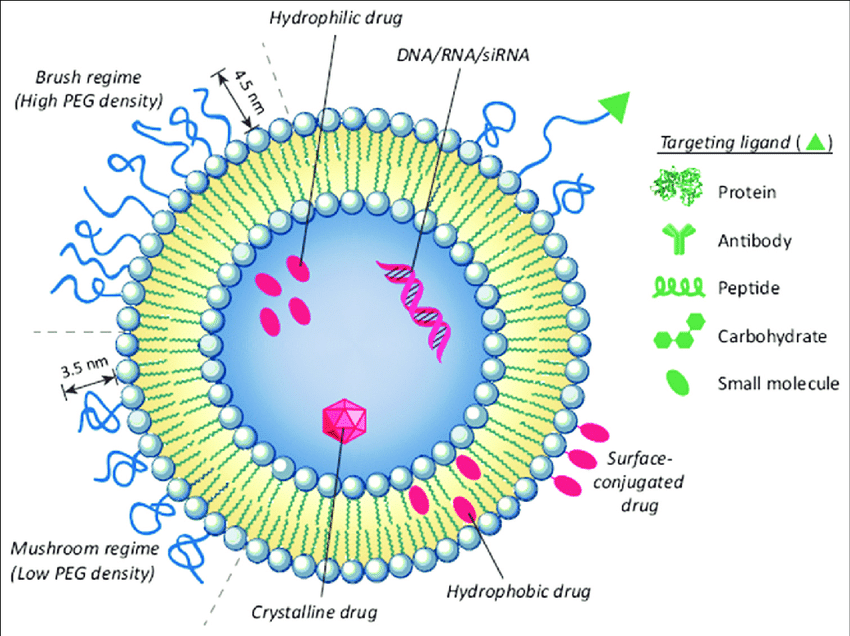 Hydrophilic drug
DNA/RNA/siRNA
Brush regime
(High PEG density)
4.5 nm
Targeting ligand ( )
Protein
Antibody
Peptide
Carbohydrate
Small molecule
3.5 nm
Surface-
conjugated
drug
Mushroom regime
(Low PEG density)
Hydrophobic drug
Crystalline drug